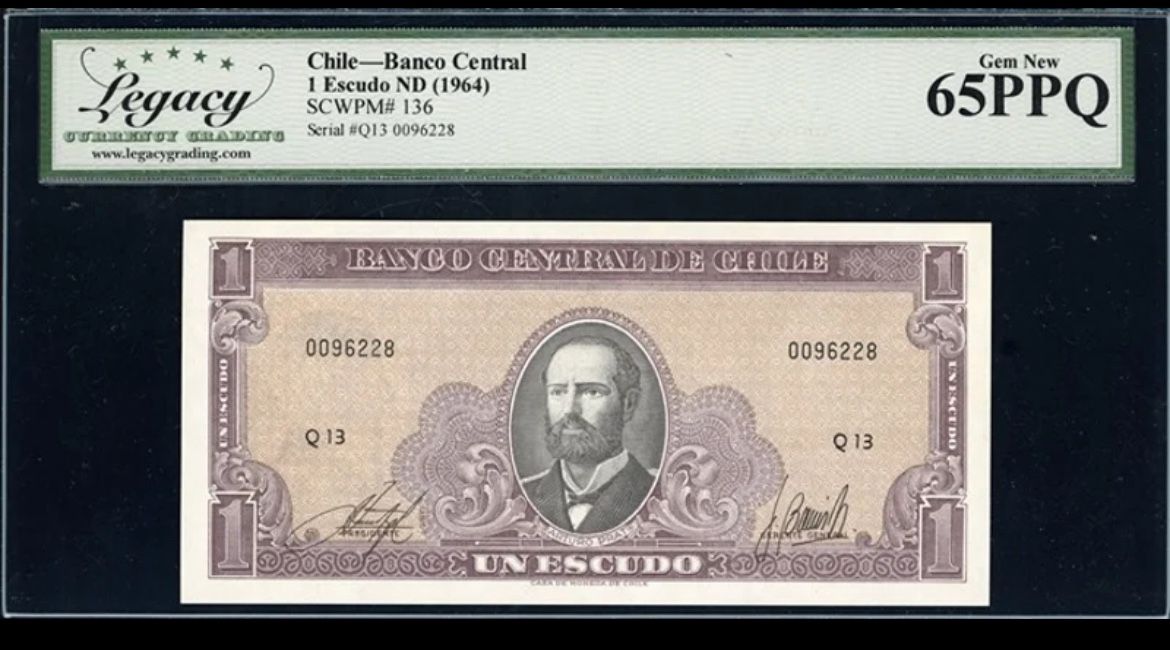 Legacy
CURRENCY GRADING
www.legacygrading.com
Chile—Banco Central
1 Escudo ND (1964)
SCWPM# 136
Serial #Q13 0096228
Gem New
65PPQ
1 BANCO CENTRAL DE CHILE 1
0096228 0096228
UN ESCUDO UN ESCUDO
Q 13 Q 13
PRESIDENTE GERENTE GENERAL
ARTURO PRAT
1 UN ESCUDO 1
CASA DE MONEDA DE CHILE